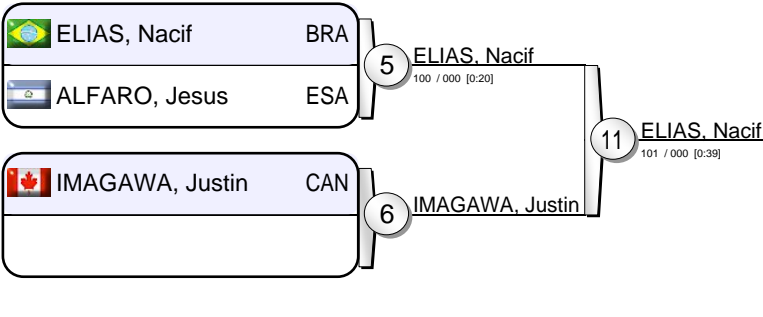 ELIAS, Nacif BRA
ALFARO, Jesus ESA
5
ELIAS, Nacif
100 / 000 [0:20]
11
ELIAS, Nacif
101 / 000 [0:39]
IMAGAWA, Justin CAN
6
IMAGAWA, Justin